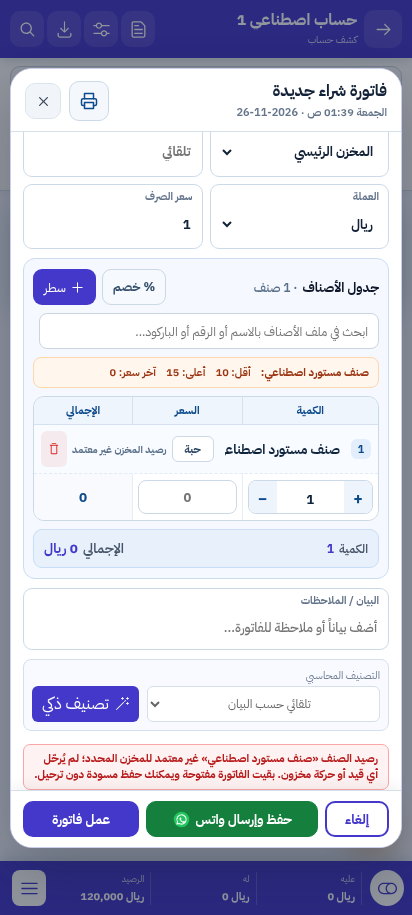 حساب اصطناعي 1
كشف حساب
فاتورة شراء جديدة
الجمعة 01:39 ص · 2026-11-26
المخزن الرئيسي
تلقائي
العملة
ريال
سعر الصرف
1
جدول الأصناف · 1 صنف
% خصم
+ سطر
ابحث في ملف الأصناف بالاسم أو الرقم أو الباركود...
صنف مستورد اصطناعي: أقل: 10 أعلى: 15 آخر سعر: 0
الكمية السعر الإجمالي
1 صنف مستورد اصطناعي حبة رصيد المخزن غير معتمد
+ 1 − 0 0
الكمية 1 الإجمالي 0 ريال
البيان / الملاحظات
أضف بياناً أو ملاحظة للفاتورة...
التصنيف المحاسبي
تلقائي حسب البيان
تصنيف ذكي
رصيد الصنف «صنف مستورد اصطناعي» غير معتمد للمخزن المحدد؛ لم يُرحّل
أي قيد أو حركة مخزون. بقيت الفاتورة مفتوحة ويمكنك حفظ مسودة دون ترحيل.
إلغاء
حفظ وإرسال واتس
عمل فاتورة
عليه
ريال 0
له
ريال 0
الرصيد
ريال 120,000